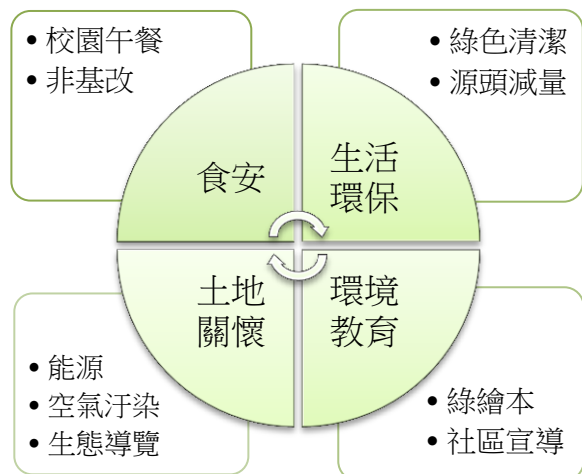 • 校園午餐
• 非基改
• 綠色清潔
• 源頭減量
食安
生活
環保
土地
關懷
環境
教育
• 能源
• 空氣汙染
• 生態導覽
• 綠繪本
• 社區宣導